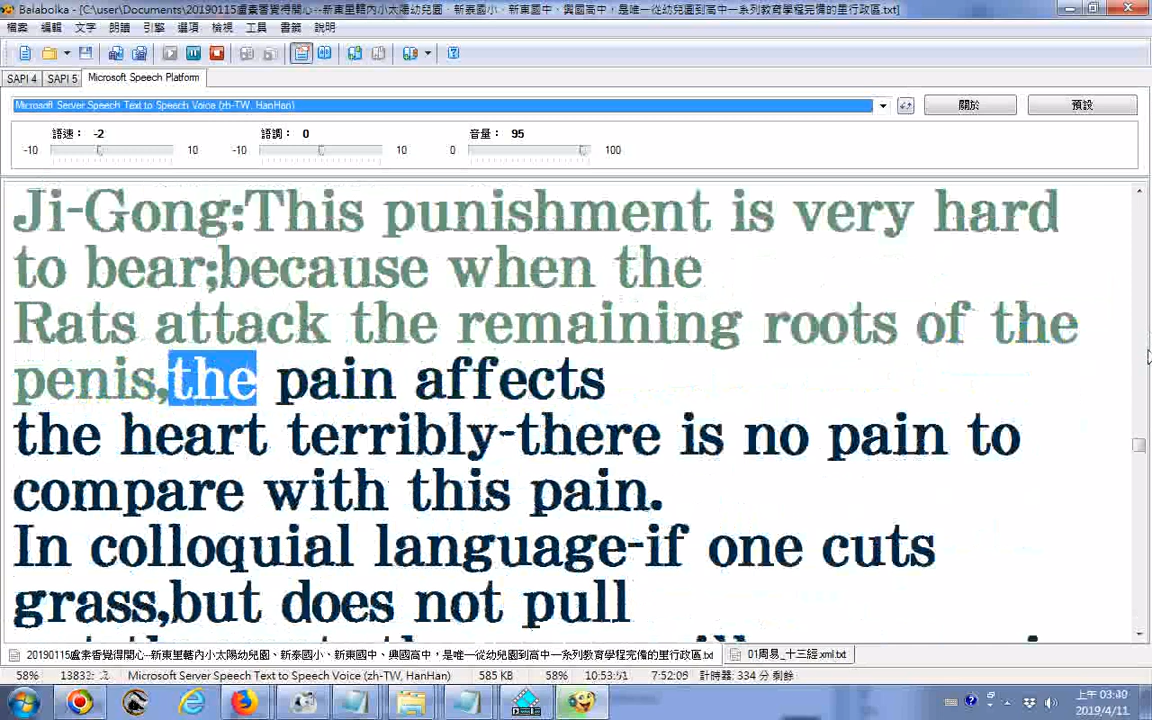 Balabolka - [C:\user\Documents\20190115盧素香覺得開心--新東里轄內小太陽幼兒園、新泰國小、新東國中、興國高中，是唯一從幼兒園到高中一系列教育學程完備的里行政區.txt]
檔案 編輯 文字 朗讀 引擎 選項 檢視 工具 書籤 說明
SAPI 4 SAPI 5 Microsoft Speech Platform
Microsoft Server Speech Text to Speech Voice (zh-TW, HanHan)
關於 預設
語速： -2 語調： 0 音量： 95
-10 10 -10 10 0 100
Ji-Gong:This punishment is very hard
to bear;because when the
Rats attack the remaining roots of the
penis,the pain affects
the heart terribly-there is no pain to
compare with this pain.
In colloquial language-if one cuts
grass,but does not pull
20190115盧素香覺得開心--新東里轄內小太陽幼兒園、新泰國小、新東國中、興國高中，是唯一從幼兒園到高中一系列教育學程完備的里行政區.txt 01周易_十三經.xml.txt
58% Microsoft Server Speech Text to Speech Voice (zh-TW, HanHan) 585 KB 58% 10:53:51 7:52:09 計時器: 334 分 剩餘
上午 03:40
2019/4/11